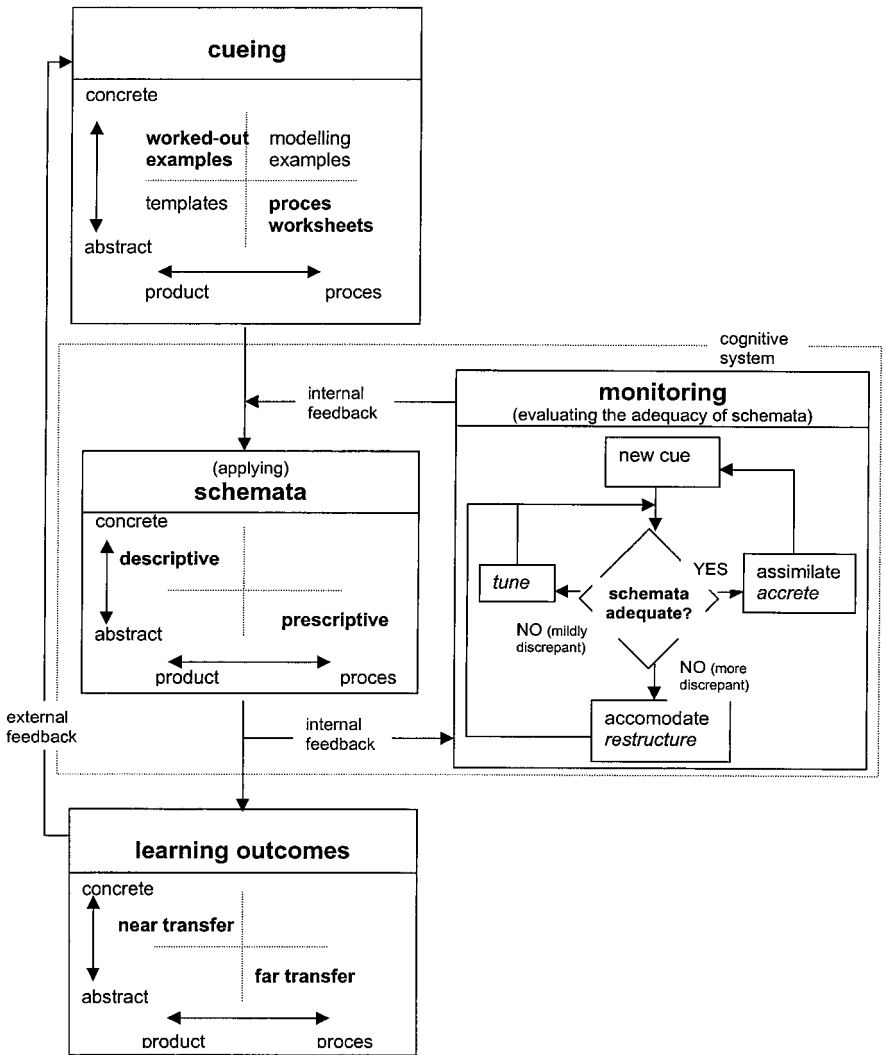 cueing
concrete
worked-out
examples
modelling
examples
templates
proces
worksheets
abstract
product
proces
cognitive
system
internal
feedback
monitoring
(evaluating the adequacy of schemata)
new cue
tune
schemata
adequate?
YES
assimilate
accrete
NO (mildly
discrepant)
NO (more
discrepant)
accomodate
restructure
(applying)
schemata
concrete
descriptive
prescriptive
abstract
product
proces
external
feedback
internal
feedback
learning outcomes
concrete
near transfer
far transfer
abstract
product
proces